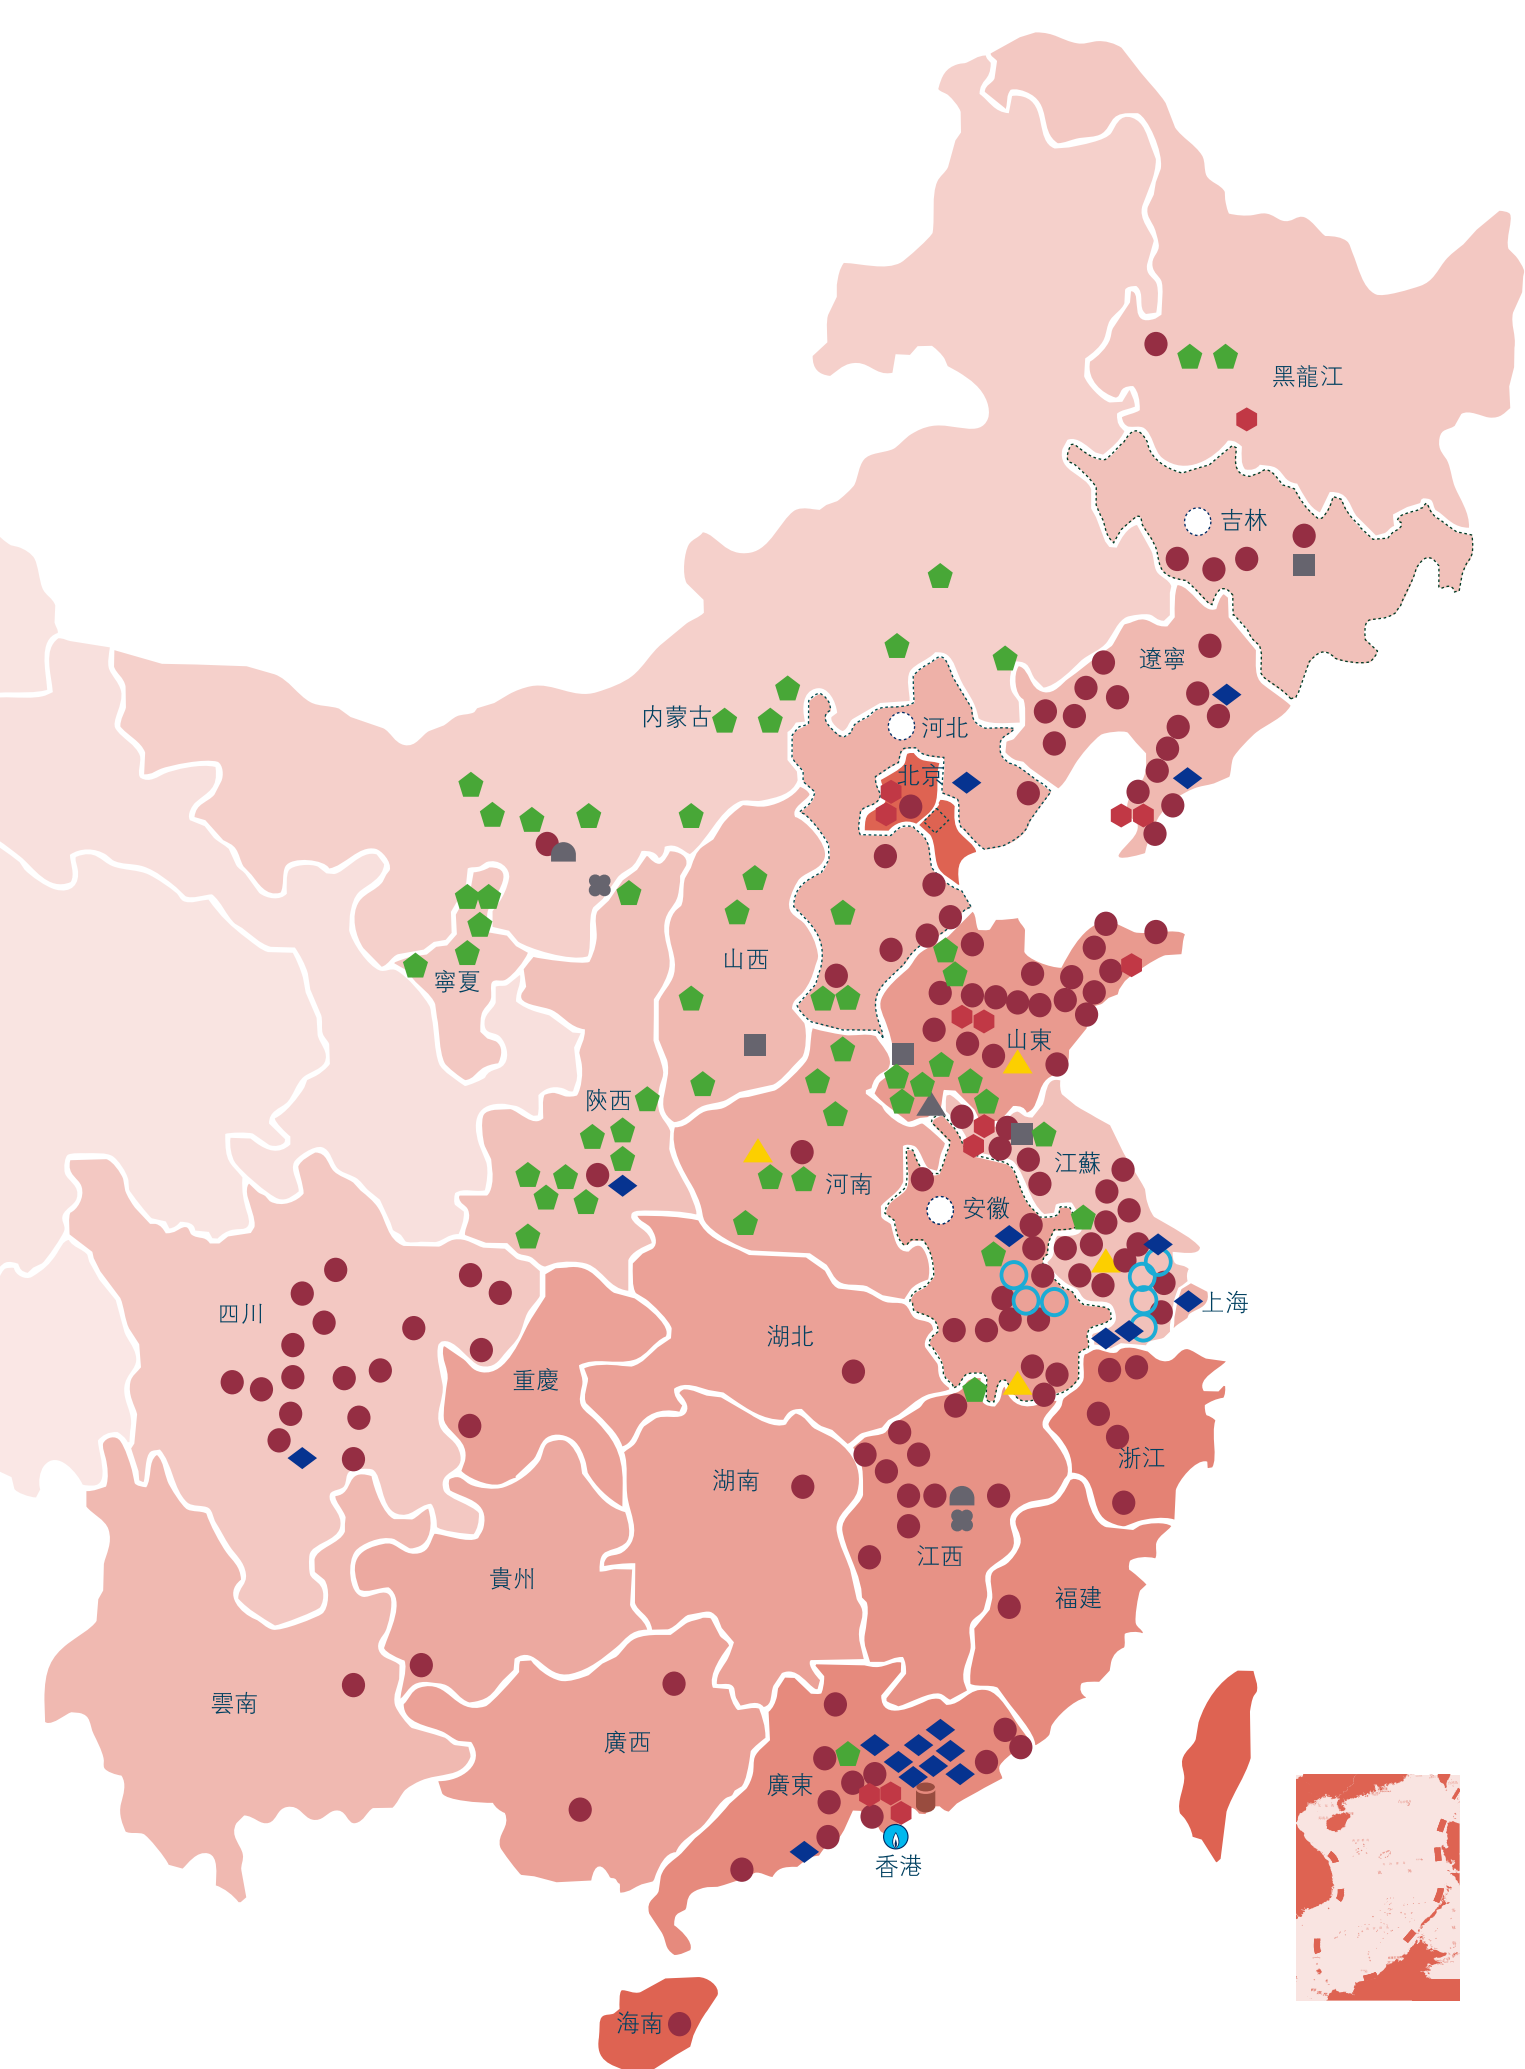 黑龍江
吉林
遼寧
内蒙古
河北
北京
山西
寧夏
山東
陝西
江蘇
河南
安徽
上海
四川
湖北
重慶
浙江
湖南
江西
貴州
福建
雲南
廣西
廣東
香港
海南